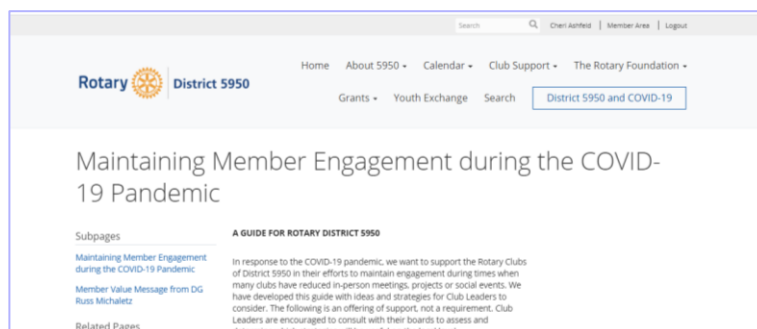 Search Cheri Ashfeld | Member Area | Logout
Home About 5950 Calendar Club Support The Rotary Foundation
Rotary District 5950
Grants Youth Exchange Search District 5950 and COVID-19
Maintaining Member Engagement during the COVID-
19 Pandemic
Subpages
Maintaining Member Engagement
during the COVID-19 Pandemic
Member Value Message from DG
Russ Michaletz
Related Pages
A GUIDE FOR ROTARY DISTRICT 5950
In response to the COVID-19 pandemic, we want to support the Rotary Clubs
of District 5950 in their efforts to maintain engagement during times when
many clubs have reduced in-person meetings, projects or social events. We
have developed this guide with ideas and strategies for Club Leaders to
consider. The following is an offering of support, not a requirement. Club
Leaders are encouraged to consult with their boards to assess and